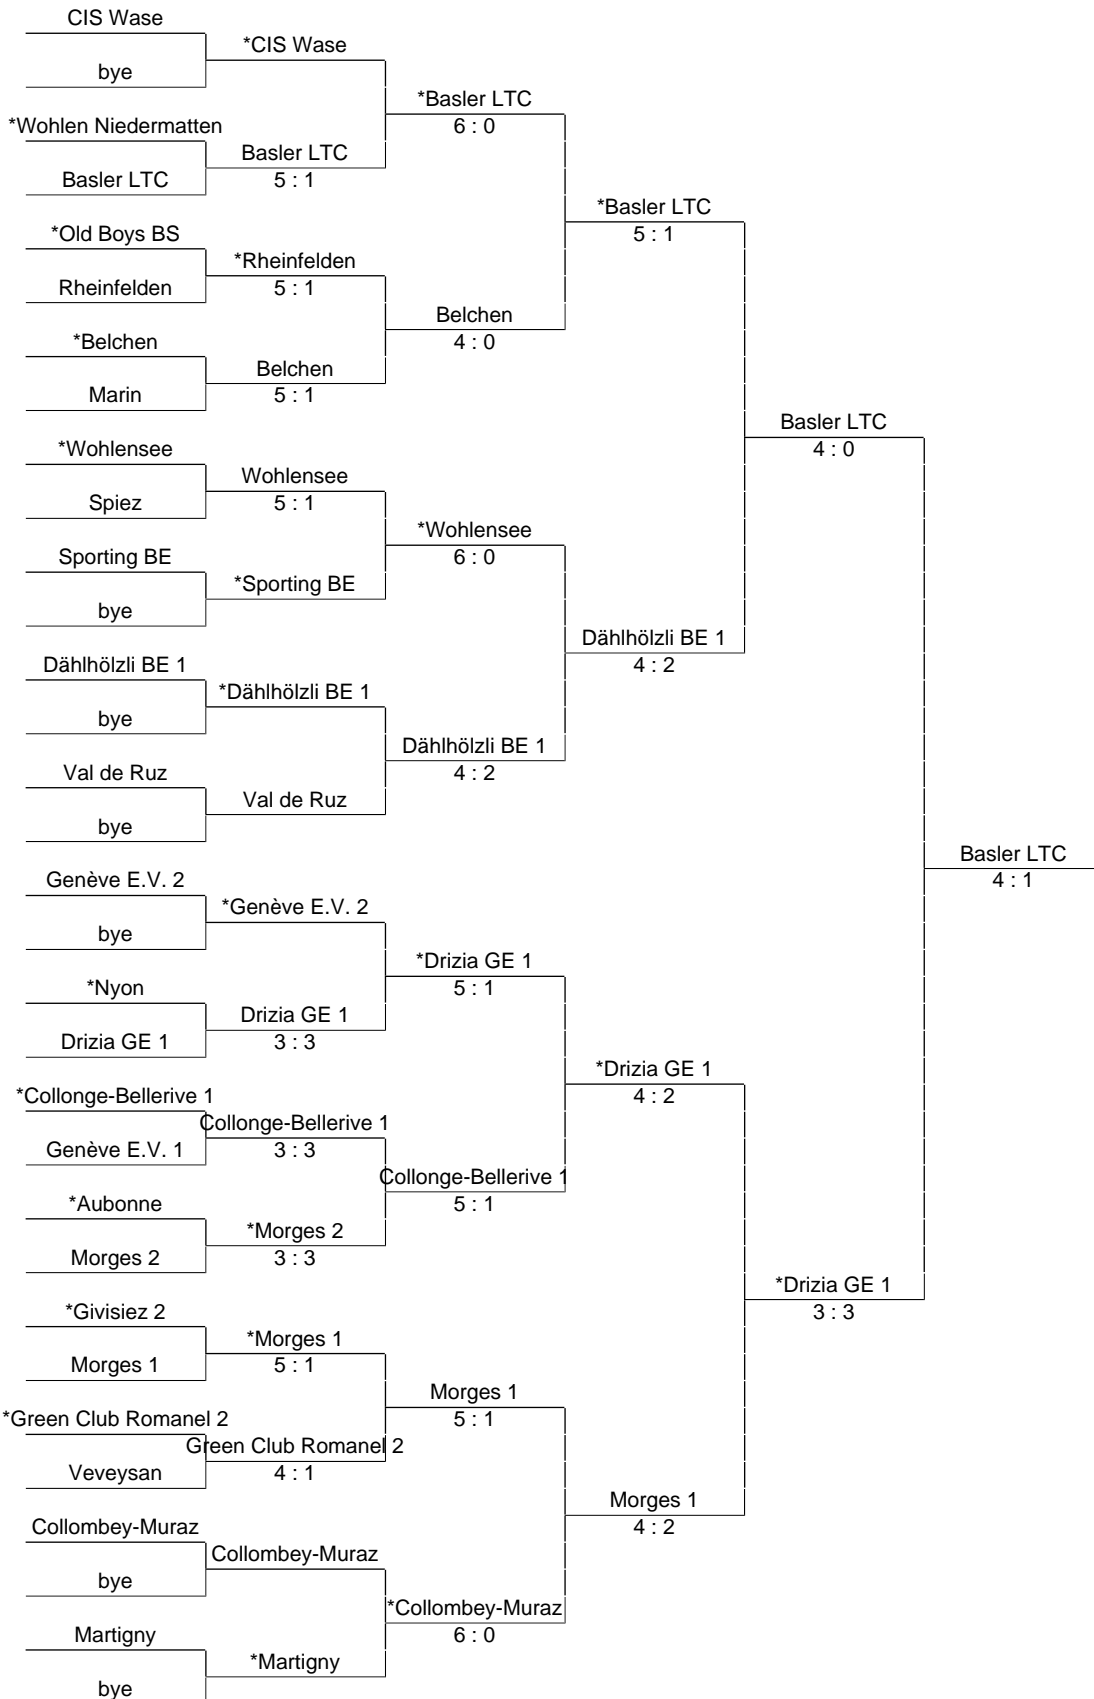 CIS Wase
bye
*Wohlen Niedermatten
Basler LTC
*Old Boys BS
Rheinfelden
*Belchen
Marin
*Wohlensee
Spiez
Sporting BE
bye
Dählhölzli BE 1
bye
Val de Ruz
bye
Genève E.V. 2
bye
*Nyon
Drizia GE 1
*Collonge-Bellerive 1
Genève E.V. 1
*Aubonne
Morges 2
*Givisiez 2
Morges 1
*Green Club Romanel 2
Veveysan
Collombey-Muraz
bye
Martigny
bye
*CIS Wase
Basler LTC
5 : 1
*Rheinfelden
5 : 1
Belchen
5 : 1
Wohlensee
5 : 1
*Sporting BE
*Dählhölzli BE 1
Val de Ruz
*Genève E.V. 2
Drizia GE 1
3 : 3
Collonge-Bellerive 1
3 : 3
*Morges 2
3 : 3
*Morges 1
5 : 1
Green Club Romanel 2
4 : 1
Collombey-Muraz
*Martigny
*Basler LTC
6 : 0
Belchen
4 : 0
*Wohlensee
6 : 0
Dählhölzli BE 1
4 : 2
*Drizia GE 1
5 : 1
Collonge-Bellerive 1
5 : 1
Morges 1
5 : 1
*Collombey-Muraz
6 : 0
*Basler LTC
5 : 1
Dählhölzli BE 1
4 : 2
*Drizia GE 1
4 : 2
Morges 1
4 : 2
Basler LTC
4 : 0
*Drizia GE 1
3 : 3
Basler LTC
4 : 1